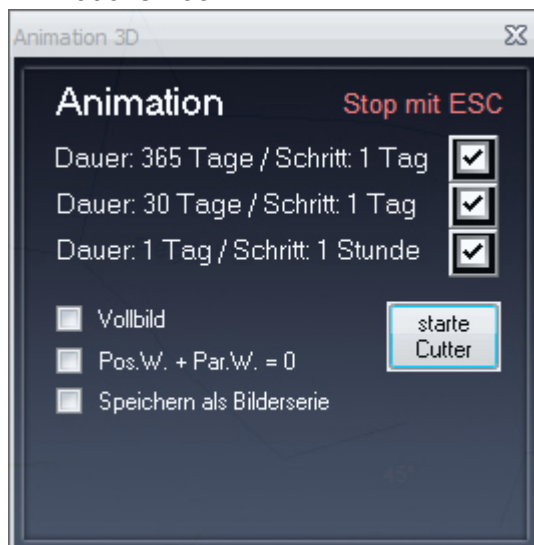 Animation 3D
Animation
Stop mit ESC
Dauer: 365 Tage / Schritt: 1 Tag
Dauer: 30 Tage / Schritt: 1 Tag
Dauer: 1 Tag / Schritt: 1 Stunde
Vollbild
starte
Cutter
Pos.W. + Par.W. = 0
Speichern als Bilderserie
45°